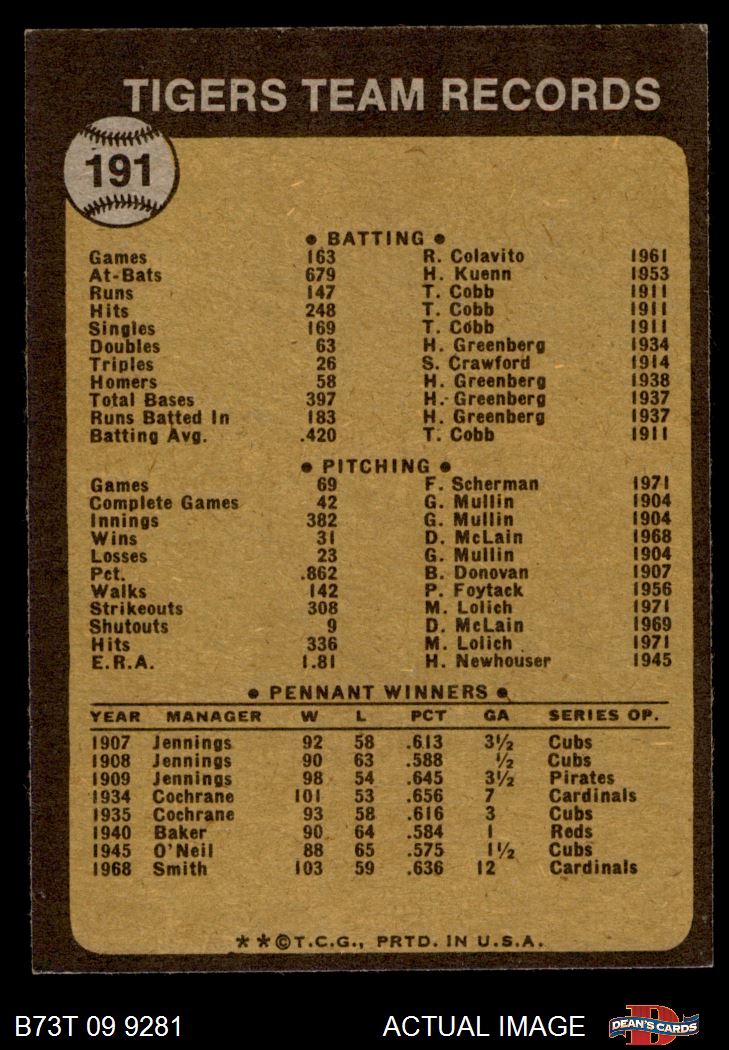 TIGERS TEAM RECORDS
191
● BATTING ●
Games 163 R. Colavito 1961
At-Bats 679 H. Kuenn 1953
Runs 147 T. Cobb 1911
Hits 248 T. Cobb 1911
Singles 169 T. Cobb 1911
Doubles 63 H. Greenberg 1934
Triples 26 S. Crawford 1914
Homers 58 H. Greenberg 1938
Total Bases 397 H. Greenberg 1937
Runs Batted In 183 H. Greenberg 1937
Batting Avg. .420 T. Cobb 1911
● PITCHING ●
Games 69 F. Scherman 1971
Complete Games 42 G. Mullin 1904
Innings 382 G. Mullin 1904
Wins 31 D. McLain 1968
Losses 23 G. Mullin 1904
Pct. .862 B. Donovan 1907
Walks 142 P. Foytack 1956
Strikeouts 308 M. Lolich 1971
Shutouts 9 D. McLain 1969
Hits 336 M. Lolich 1971
E.R.A. 1.81 H. Newhouser 1945
● PENNANT WINNERS ●
YEAR MANAGER W L PCT GA SERIES OP.
1907 Jennings 92 58 .613 3½ Cubs
1908 Jennings 90 63 .588 ½ Cubs
1909 Jennings 98 54 .645 3½ Pirates
1934 Cochrane 101 53 .656 7 Cardinals
1935 Cochrane 93 58 .616 3 Cubs
1940 Baker 90 64 .584 1 Reds
1945 O'Neil 88 65 .575 1½ Cubs
1968 Smith 103 59 .636 12 Cardinals
* *©T.C.G., PRTD. IN U.S.A.
B73T 09 9281 ACTUAL IMAGE DEAN'S CARDS